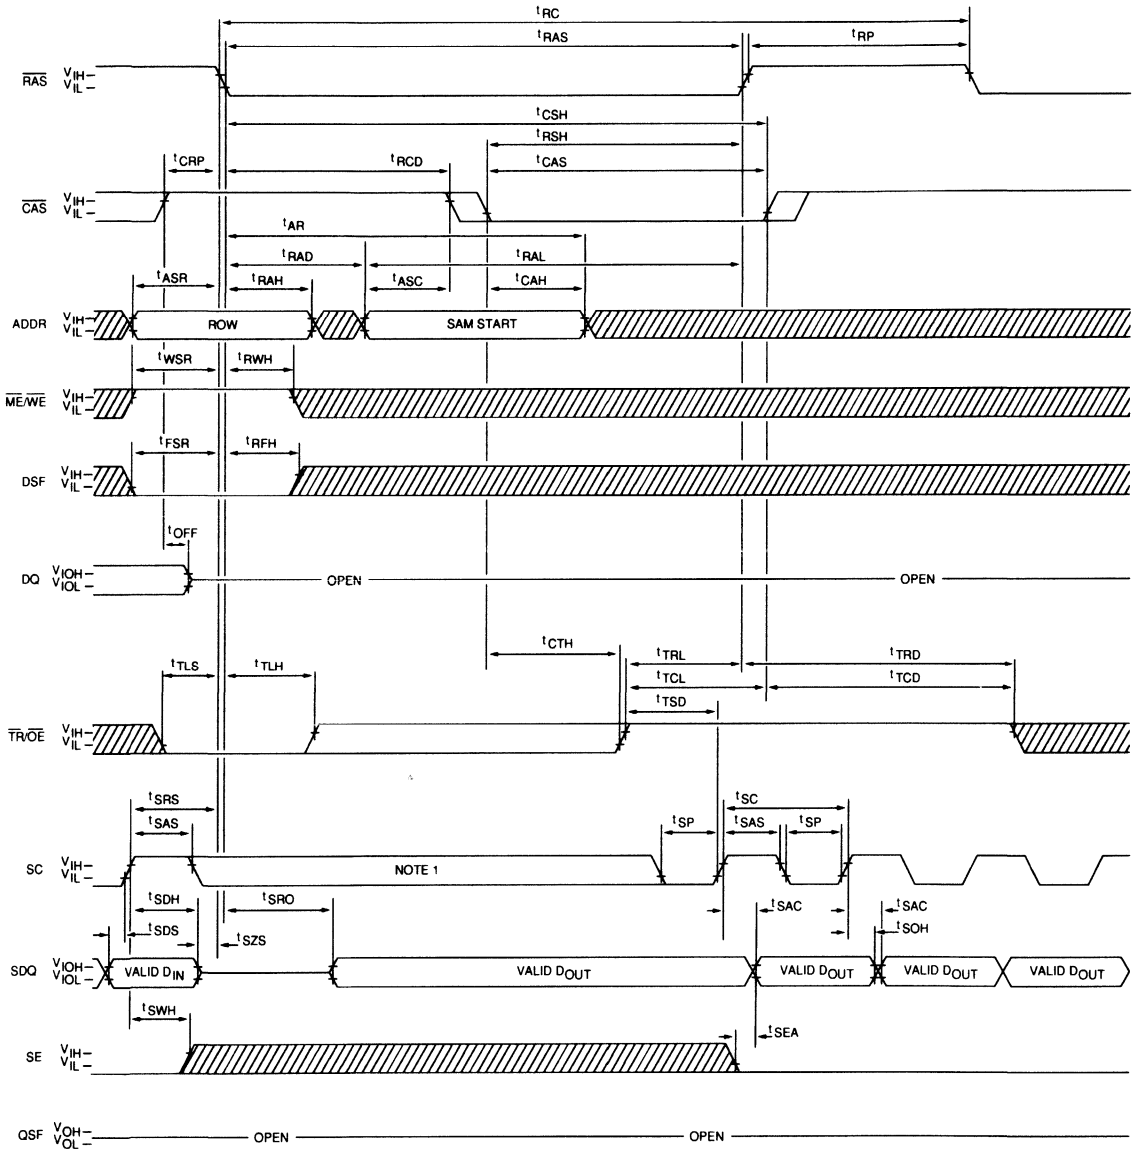 tRC
tRAS
tRP
RAS VIH
VIL
tCSH
tRSH
tCRP tRCD tCAS
CAS VIH
VIL
tAR
tRAD tRAL
tASR tRAH tASC tCAH
ADDR VIH
VIL
ROW SAM START
tWSR tRWH
ME/WE VIH
VIL
tFSR tRFH
DSF VIH
VIL
tOFF
DQ VIOH
VIOL
OPEN OPEN
tCTH
tTLS tTLH tTRL tTRD
tTCL tTCD
tTSD
TR/OE VIH
VIL
tSRS tSC
tSAS tSP tSAS tSP
SC VIH
VIL
NOTE 1
tSDH tSRO tSAC tSAC
tSDS tSZS tSOH
SDQ VIOH
VIOL
VALID DIN VALID DOUT VALID DOUT VALID DOUT VALID DOUT
tSWH tSEA
SE VIH
VIL
QSF VOH
VOL
OPEN OPEN